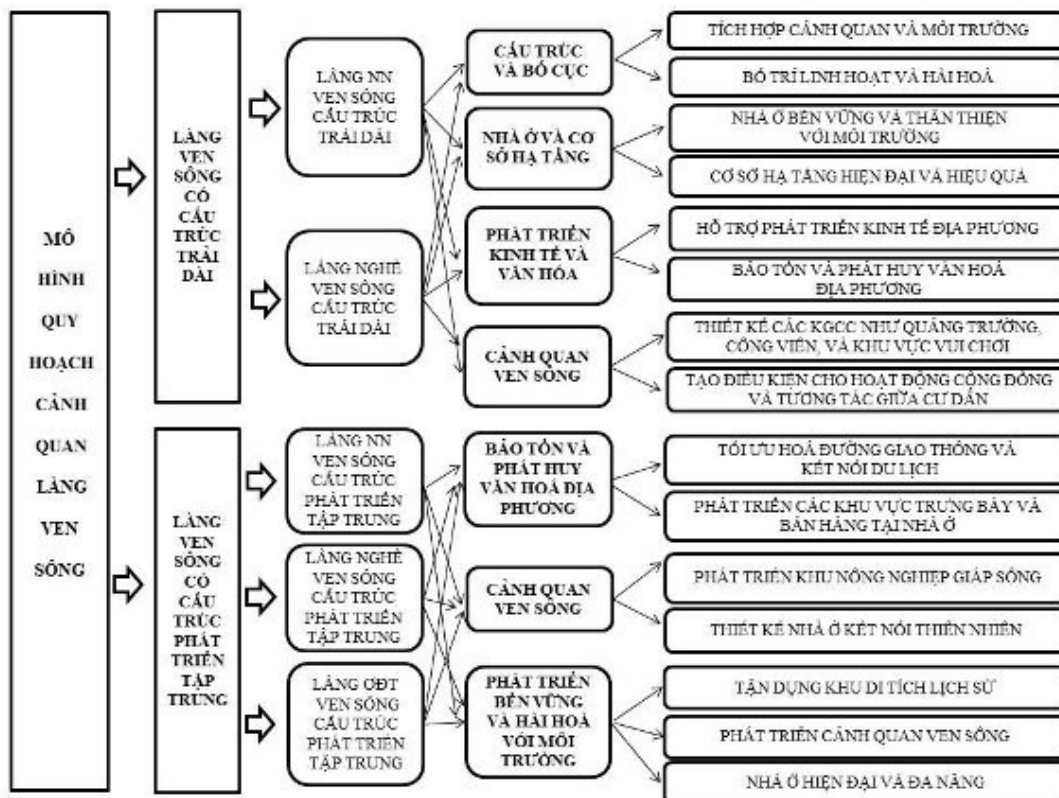 MÔ
HÌNH
QUY
HOẠCH
CẢNH
QUAN
LÀNG
VEN
SÔNG
LÀNG
VEN
SÔNG
CÓ
CẤU
TRÚC
TRẢI
DÀI
LÀNG NN
VEN SÔNG
CẤU TRÚC
TRẢI DÀI
LÀNG NGHỀ
VEN SÔNG
CẤU TRÚC
TRẢI DÀI
CẤU TRÚC
VÀ BỐ CỤC
NHÀ Ở VÀ CƠ
SỞ HẠ TẦNG
PHÁT TRIỂN
KINH TẾ VÀ
VĂN HÓA
CẢNH QUAN
VEN SÔNG
TÍCH HỢP CẢNH QUAN VÀ MÔI TRƯỜNG
BỐ TRÍ LINH HOẠT VÀ HÀI HOÀ
NHÀ Ở BỀN VỮNG VÀ THÂN THIỆN
VỚI MÔI TRƯỜNG
CƠ SỞ HẠ TẦNG HIỆN ĐẠI VÀ HIỆU QUẢ
HỖ TRỢ PHÁT TRIỂN KINH TẾ ĐỊA PHƯƠNG
BẢO TỒN VÀ PHÁT HUY VĂN HOÁ
ĐỊA PHƯƠNG
THIẾT KẾ CÁC KGCC NHƯ QUẢNG TRƯỜNG,
CÔNG VIÊN, VÀ KHU VỰC VUI CHƠI
TẠO ĐIỀU KIỆN CHO HOẠT ĐỘNG CỘNG ĐỒNG
VÀ TƯƠNG TÁC GIỮA CƯ DÂN
LÀNG
VEN
SÔNG
CÓ
CẤU
TRÚC
PHÁT
TRIỂN
TẬP
TRUNG
LÀNG NN
VEN SÔNG
CẤU TRÚC
PHÁT TRIỂN
TẬP TRUNG
LÀNG NGHỀ
VEN SÔNG
CẤU TRÚC
PHÁT TRIỂN
TẬP TRUNG
LÀNG ƠĐT
VEN SÔNG
CẤU TRÚC
PHÁT TRIỂN
TẬP TRUNG
BẢO TỒN VÀ
PHÁT HUY
VĂN HOÁ ĐỊA
PHƯƠNG
CẢNH QUAN
VEN SÔNG
PHÁT TRIỂN
BỀN VỮNG
VÀ HÀI HOÀ
VỚI MÔI
TRƯỜNG
TỐI ƯU HOÁ ĐƯỜNG GIAO THÔNG VÀ
KẾT NỐI DU LỊCH
PHÁT TRIỂN CÁC KHU VỰC TRƯNG BÀY VÀ
BÁN HÀNG TẠI NHÀ Ở
PHÁT TRIỂN KHU NÔNG NGHIỆP GIÁP SÔNG
THIẾT KẾ NHÀ Ở KẾT NỐI THIÊN NHIÊN
TẬN DỤNG KHU DI TÍCH LỊCH SỬ
PHÁT TRIỂN CẢNH QUAN VEN SÔNG
NHÀ Ở HIỆN ĐẠI VÀ ĐA NĂNG